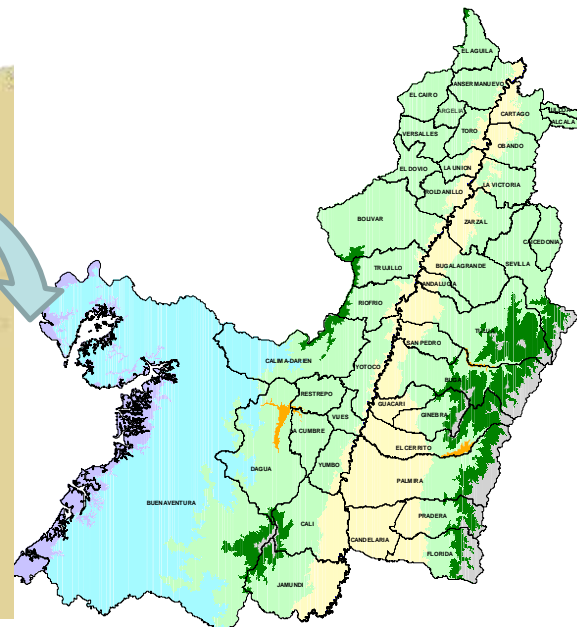 EL AGUILA
ANSERMANUEVO
EL CAIRO
ARGELIA
CARTAGO
ALCALA
VERSALLES
TORO
OBANDO
EL DOVIO
LA UNION
ROLDANILLO
LA VICTORIA
BOLIVAR
ZARZAL
CAICEDONIA
TRUJILLO
BUGALAGRANDE
SEVILLA
ANDALUCIA
RIOFRIO
TULUA
SAN PEDRO
CALIMA-DARIEN
YOTOCO
BUGA
RESTREPO
GUACARI
GINEBRA
VIJES
LA CUMBRE
EL CERRITO
DAGUA
YUMBO
PALMIRA
BUENAVENTURA
PRADERA
CALI
CANDELARIA
FLORIDA
JAMUNDI